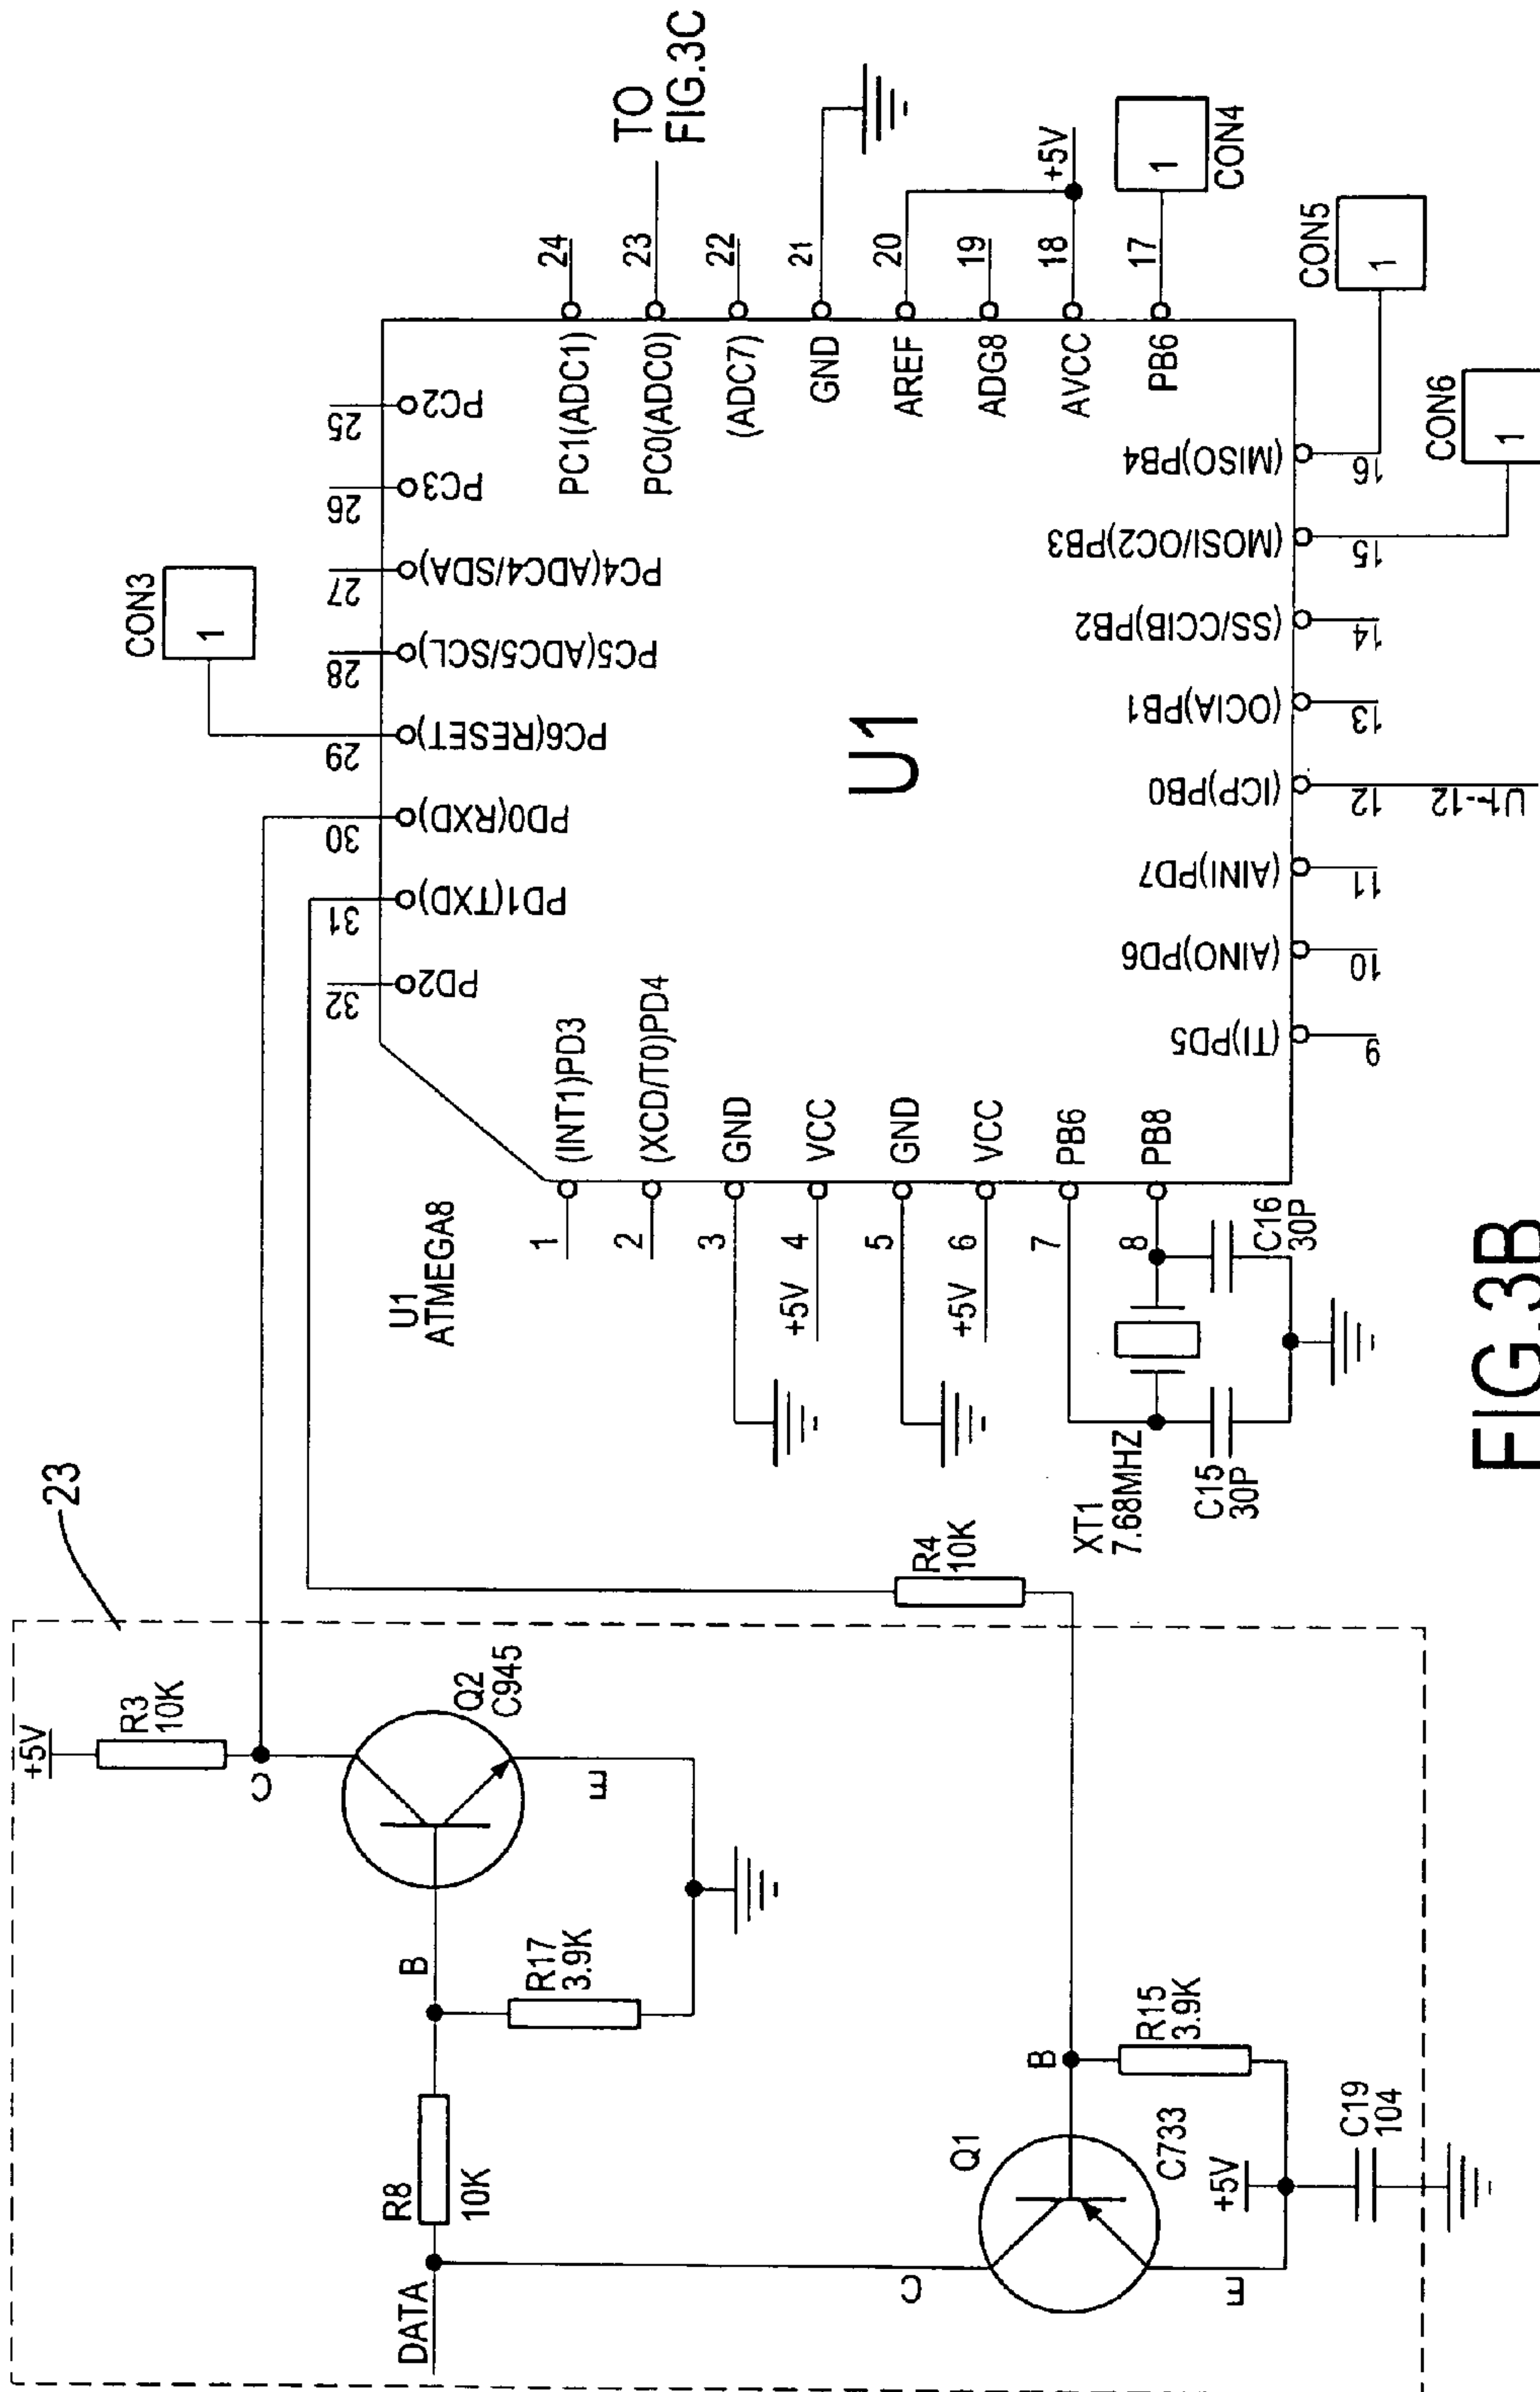 23
+5V
R3
10K
C
Q2
C945
B
E
R17
3.9K
R8
10K
DATA
Q1
C733
C
B
E
R15
3.9K
+5V
C19
104
R4
10K
U1
ATMEGA8
U1
1
(INT1)PD3
2
(XCD/T0)PD4
3
GND
+5V
4
VCC
5
GND
+5V
6
VCC
7
PB6
8
PB8
XT1
7.68MHZ
C15
30P
C16
30P
32
PD2
31
PD1(TXD)
30
PD0(RXD)
29
PC6(RESET)
28
PC5(ADC5/SCL)
27
PC4(ADC4/SDA)
26
PC3
25
PC2
CON3
1
PC1(ADC1)
24
PC0(ADC0)
23
TO
FIG.3C
(ADC7)
22
GND
21
AREF
20
ADG8
19
AVCC
18
+5V
PB6
17
1
CON4
9
(TI)PD5
10
(AINO)PD6
11
(AINI)PD7
12
(ICP)PB0
U1-12
13
(OCIA)PB1
14
(SS/CCIB)PB2
15
(MOSI/OC2)PB3
16
(MISO)PB4
CON5
1
CON6
1
FIG.3B